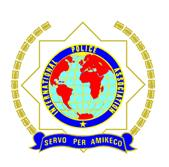 INTERNATIONAL POLICE ASSOCIATION
SERVO PER AMIKECO